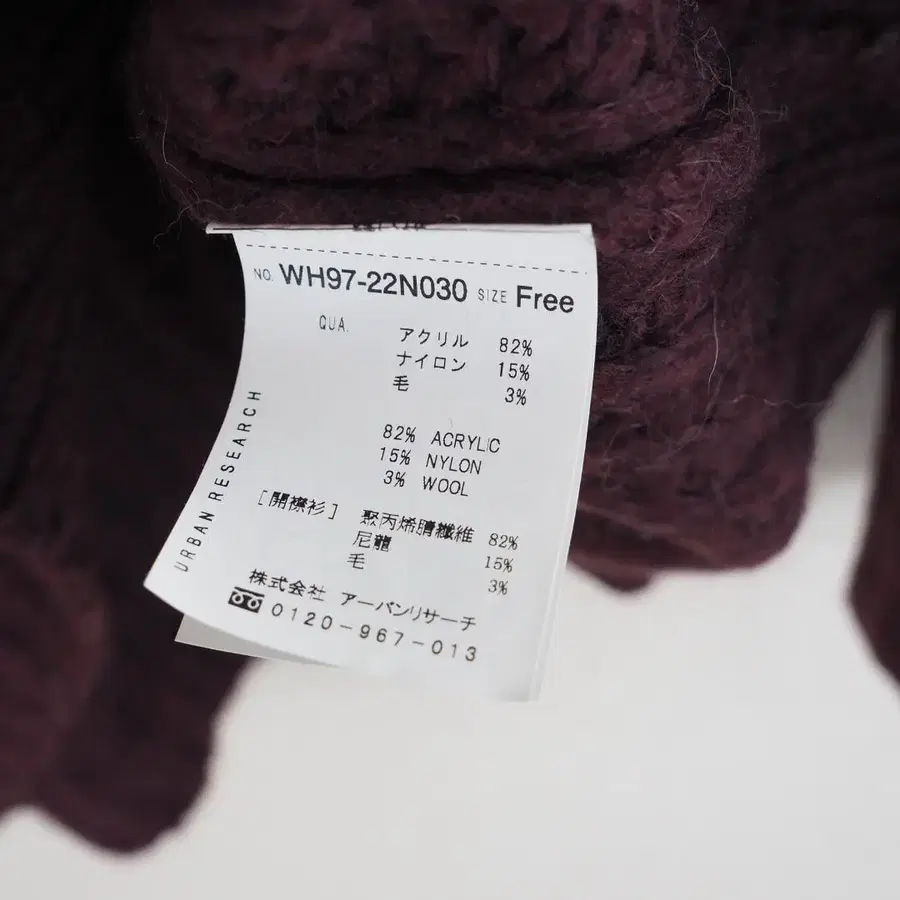 NO. WH97-22N030 SIZE Free
QUA.
アクリル 82%
ナイロン 15%
毛 3%
82% ACRYLIC
15% NYLON
3% WOOL
[開襟衫] 聚丙烯腈纖維 82%
尼龍 15%
毛 3%
株式会社 アーバンリサーチ
0120-967-013
URBAN RESEARCH